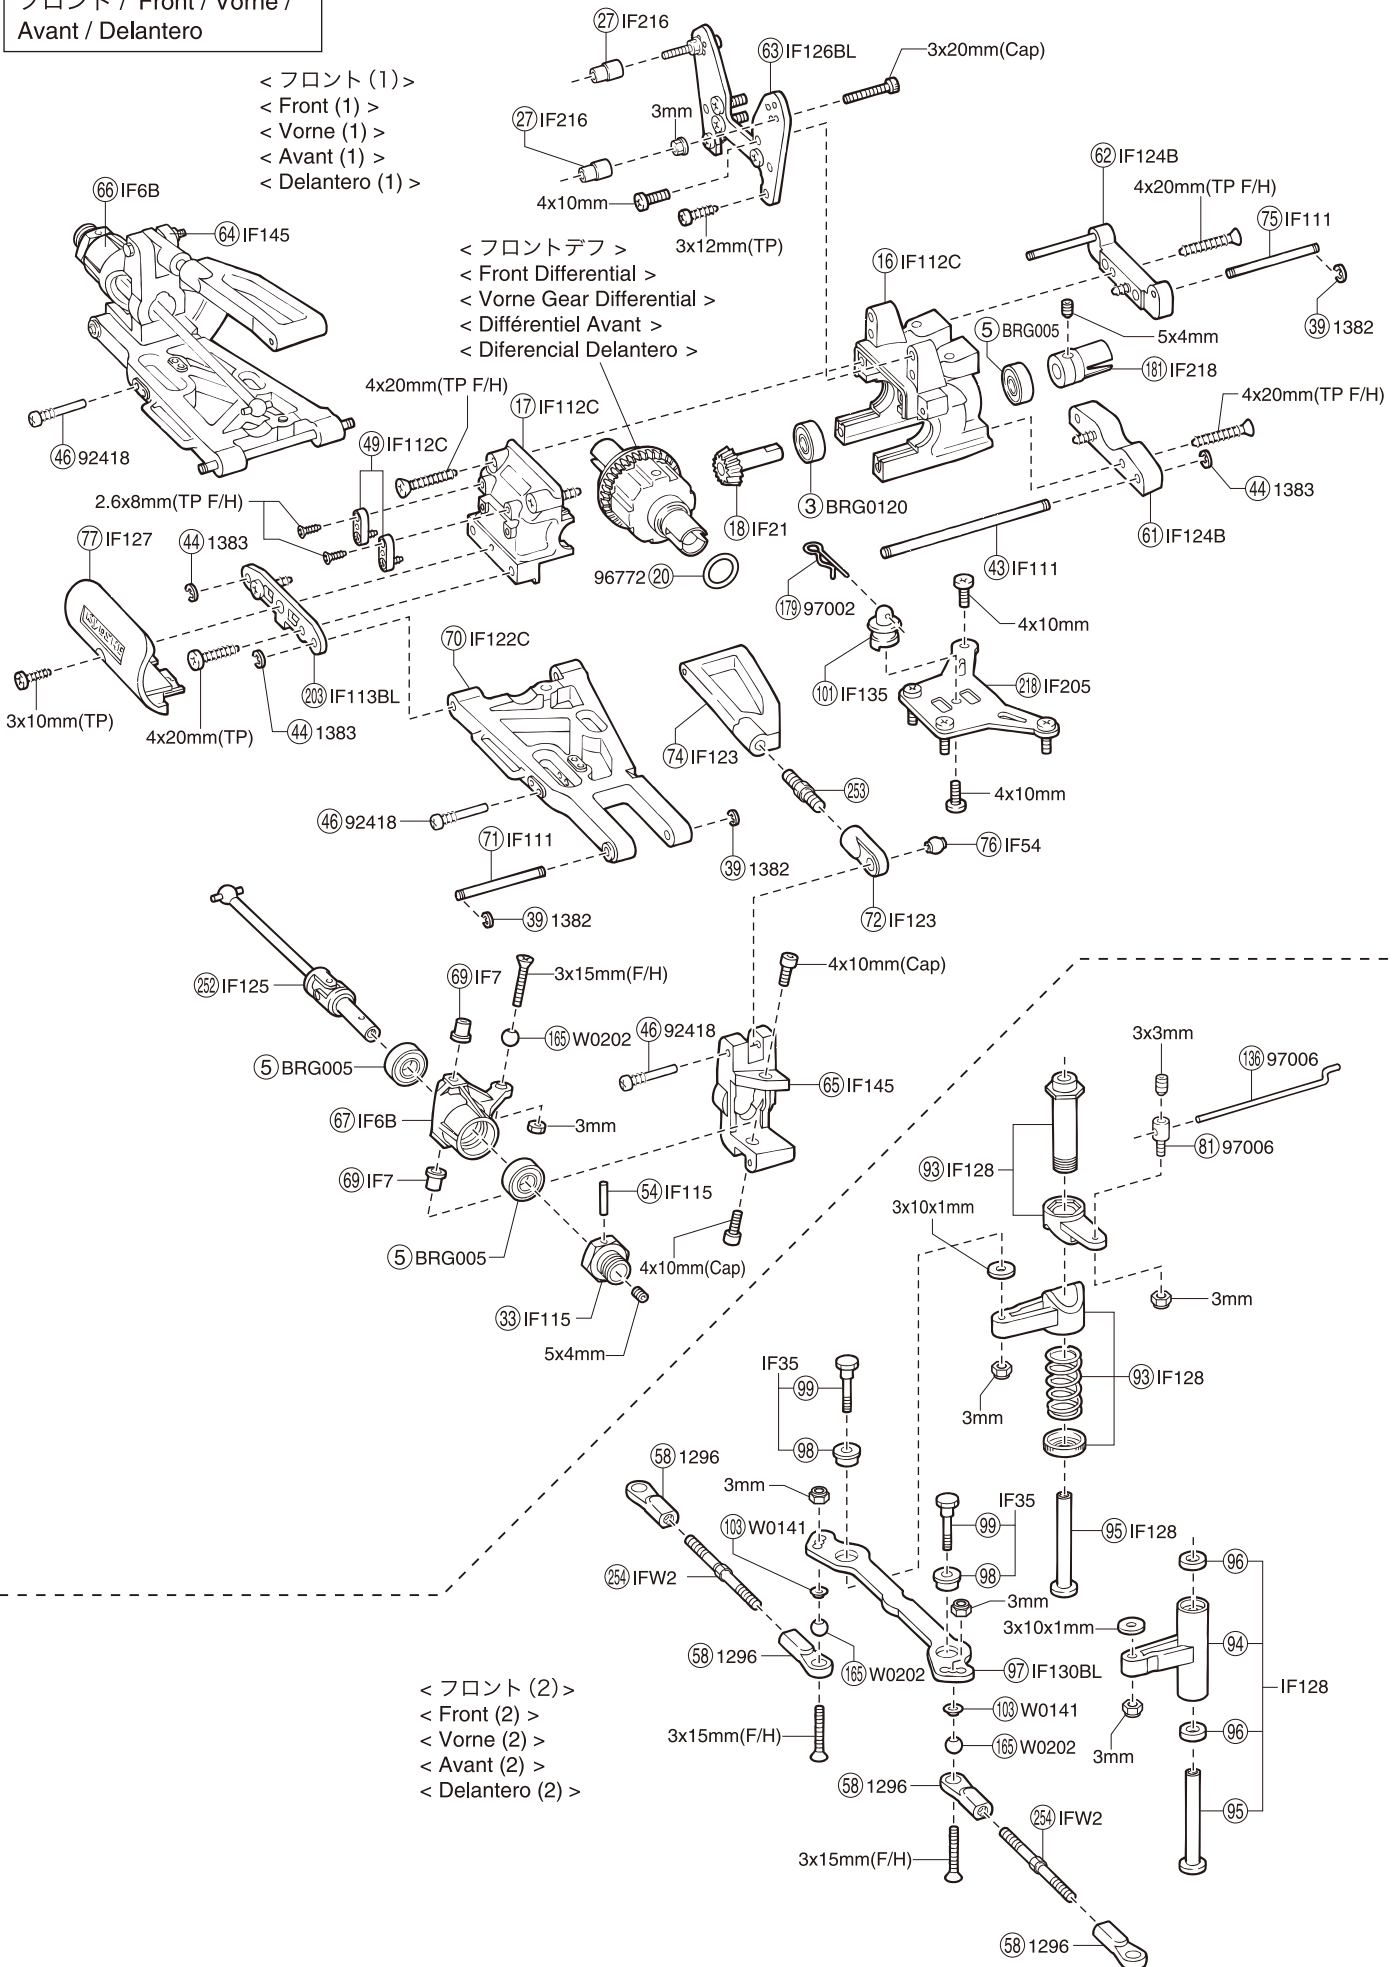 フロント / Front / Vorne /
Avant / Delantero
< フロント (1) >
< Front (1) >
< Vorne (1) >
< Avant (1) >
< Delantero (1) >
27 IF216
63 IF126BL
3x20mm(Cap)
27 IF216
3mm
4x10mm
3x12mm(TP)
62 IF124B
4x20mm(TP F/H)
75 IF111
39 1382
66 IF6B
64 IF145
46 92418
< フロントデフ >
< Front Differential >
< Vorne Gear Differential >
< Différentiel Avant >
< Diferencial Delantero >
16 IF112C
5 BRG005
5x4mm
181 IF218
4x20mm(TP F/H)
4x20mm(TP F/H)
17 IF112C
49 IF112C
2.6x8mm(TP F/H)
77 IF127
44 1383
18 IF21
3 BRG0120
44 1383
61 IF124B
43 IF111
96772 20
179 97002
4x10mm
101 IF135
218 IF205
4x10mm
70 IF122C
203 IF113BL
3x10mm(TP)
4x20mm(TP)
44 1383
74 IF123
253
46 92418
71 IF111
39 1382
39 1382
76 IF54
72 IF123
252 IF125
69 IF7
3x15mm(F/H)
4x10mm(Cap)
165 W0202
46 92418
5 BRG005
65 IF145
67 IF6B
3mm
69 IF7
54 IF115
5 BRG005
4x10mm(Cap)
33 IF115
5x4mm
3x3mm
136 97006
81 97006
93 IF128
3x10x1mm
3mm
3mm
93 IF128
IF35
99
98
58 1296
3mm
103 W0141
IF35
99
98
95 IF128
254 IFW2
3mm
96
3x10x1mm
94
58 1296
165 W0202
97 IF130BL
IF128
< フロント (2) >
< Front (2) >
< Vorne (2) >
< Avant (2) >
< Delantero (2) >
103 W0141
3x15mm(F/H)
165 W0202
96
3mm
58 1296
95
254 IFW2
3x15mm(F/H)
58 1296